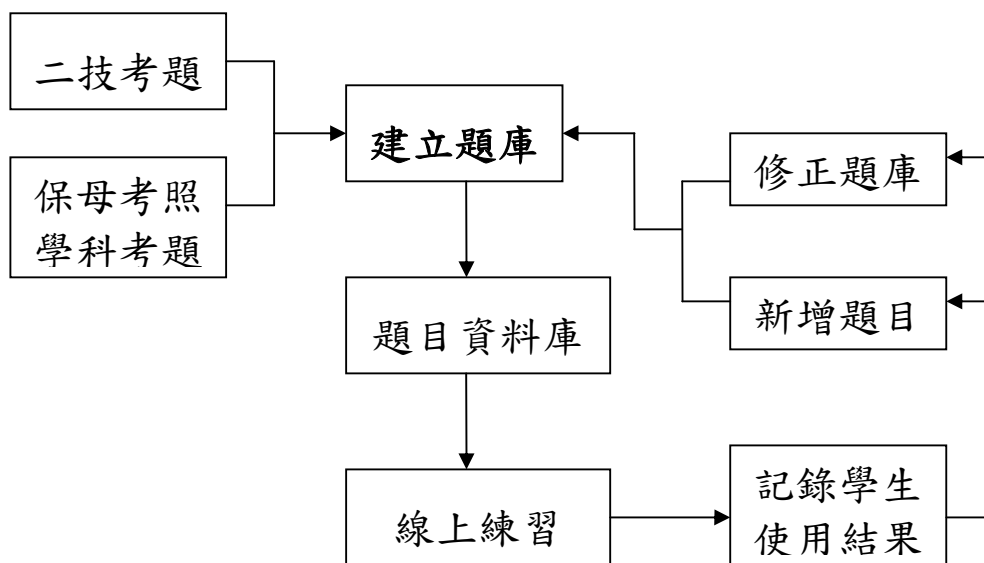 二技考題
保母考照
學科考題
建立題庫
修正題庫
新增題目
題目資料庫
線上練習
記錄學生
使用結果